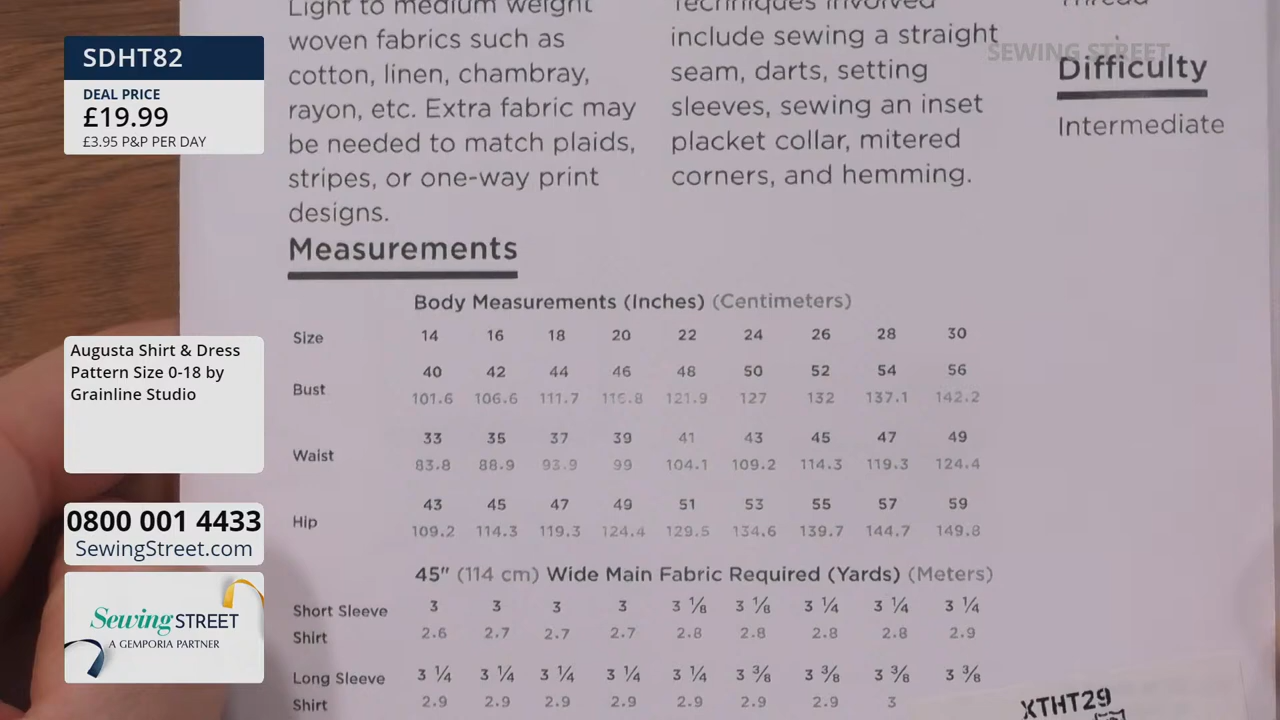 SDHT82
DEAL PRICE
£19.99
£3.95 P&P PER DAY
Augusta Shirt & Dress
Pattern Size 0-18 by
Grainline Studio
0800 001 4433
SewingStreet.com
Sewing STREET
A GEMPORIA PARTNER
SEWING STREET
Light to medium weight
woven fabrics such as
cotton, linen, chambray,
rayon, etc. Extra fabric may
be needed to match plaids,
stripes, or one-way print
designs.
Techniques involved
include sewing a straight
seam, darts, setting
sleeves, sewing an inset
placket collar, mitered
corners, and hemming.
Thread
Difficulty
Intermediate
Measurements
Body Measurements (Inches) (Centimeters)
Size 14 16 18 20 22 24 26 28 30
Bust
40 42 44 46 48 50 52 54 56
101.6 106.6 111.7 116.8 121.9 127 132 137.1 142.2
Waist
33 35 37 39 41 43 45 47 49
83.8 88.9 93.9 99 104.1 109.2 114.3 119.3 124.4
Hip
43 45 47 49 51 53 55 57 59
109.2 114.3 119.3 124.4 129.5 134.6 139.7 144.7 149.8
45" (114 cm) Wide Main Fabric Required (Yards) (Meters)
Short Sleeve 3 3 3 3 3 ⅛ 3 ⅛ 3 ¼ 3 ¼ 3 ¼
Shirt 2.6 2.7 2.7 2.7 2.8 2.8 2.8 2.8 2.9
Long Sleeve 3 ¼ 3 ¼ 3 ¼ 3 ¼ 3 ¼ 3 ⅜ 3 ⅜ 3 ⅜ 3 ⅜
Shirt 2.9 2.9 2.9 2.9 2.9 2.9 2.9 3
XTHT29